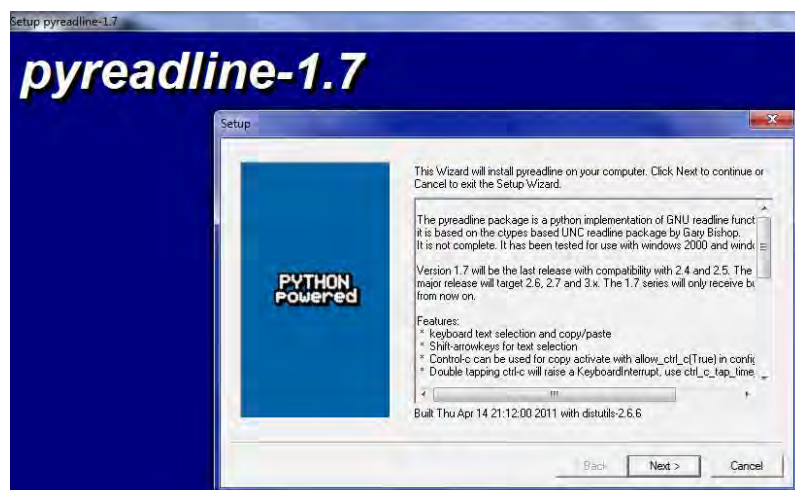 Setup pyreadline-1.7
pyreadline-1.7
Setup
This Wizard will install pyreadline on your computer. Click Next to continue or
Cancel to exit the Setup Wizard.
The pyreadline package is a python implementation of GNU readline funct
it is based on the ctypes based UNC readline package by Gary Bishop.
It is not complete. It has been tested for use with windows 2000 and windo
Version 1.7 will be the last release with compatibility with 2.4 and 2.5. The
major release will target 2.6, 2.7 and 3.x. The 1.7 series will only receive bu
from now on.
Features:
* keyboard text selection and copy/paste
* Shift-arrowkeys for text selection
* Control-c can be used for copy activate with allow_ctrl_c(True) in config
* Double tapping ctrl-c will raise a KeyboardInterrupt, use ctrl_c_tap_time
PYTHON
Powered
Built Thu Apr 14 21:12:00 2011 with distutils-2.6.6
Back
Next >
Cancel